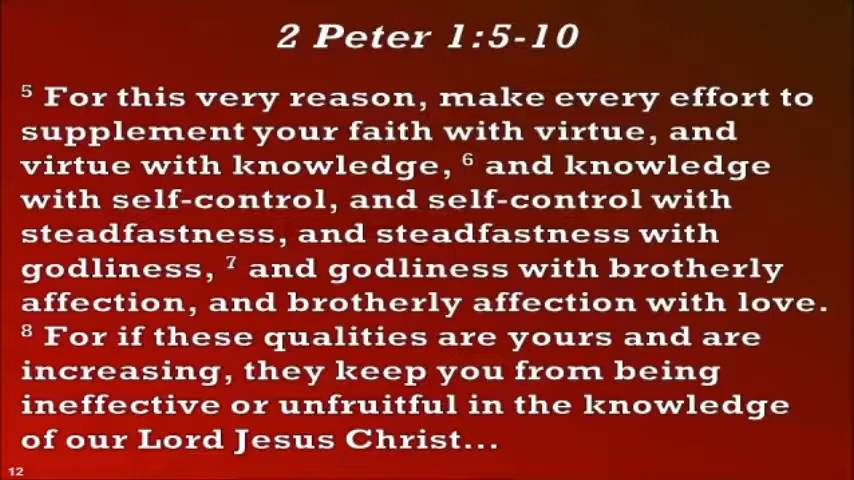 2 Peter 1:5-10
⁵ For this very reason, make every effort to
supplement your faith with virtue, and
virtue with knowledge, ⁶ and knowledge
with self-control, and self-control with
steadfastness, and steadfastness with
godliness, ⁷ and godliness with brotherly
affection, and brotherly affection with love.
⁸ For if these qualities are yours and are
increasing, they keep you from being
ineffective or unfruitful in the knowledge
of our Lord Jesus Christ...
12